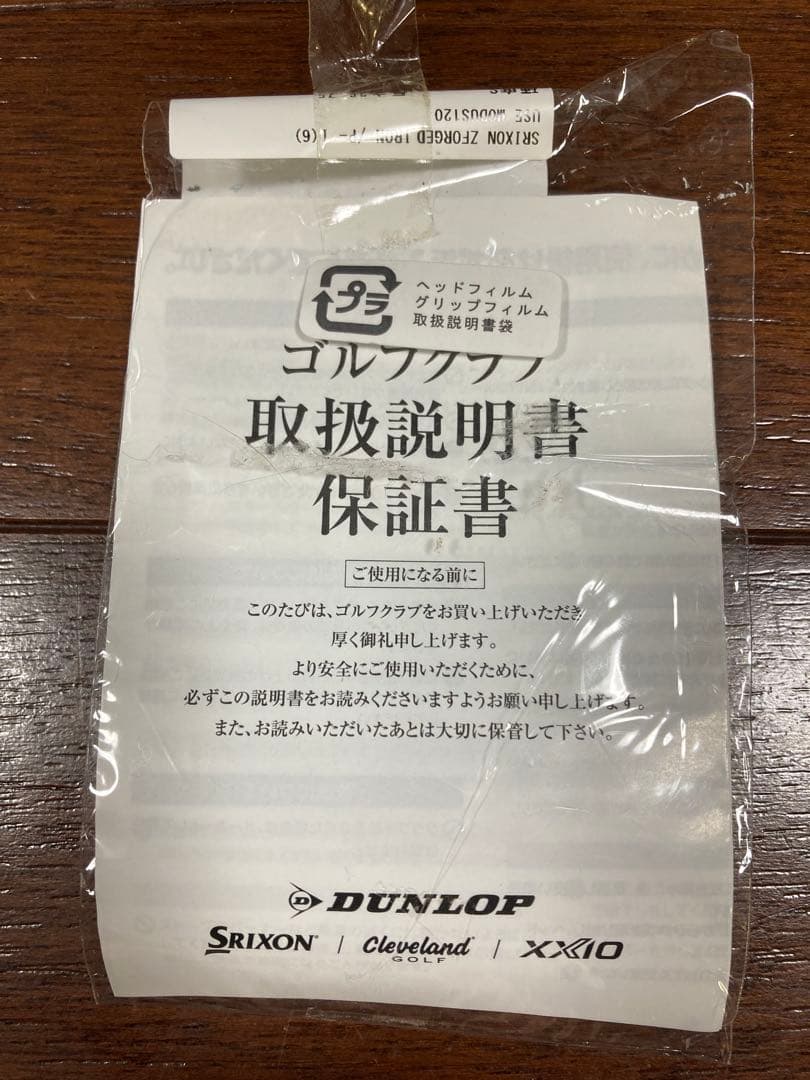 SRIXON ZFORGED IRON /P- I(6)
USE MODUS120
プラ
ヘッドフィルム
グリップフィルム
取扱説明書袋
ゴルフクラブ
取扱説明書
保証書
ご使用になる前に
このたびは、ゴルフクラブをお買い上げいただき
厚く御礼申し上げます。
より安全にご使用いただくために、
必ずこの説明書をお読みくださいますようお願い申し上げます。
また、お読みいただいたあとは大切に保管して下さい。
DUNLOP
SRIXON | Cleveland GOLF | XXIO